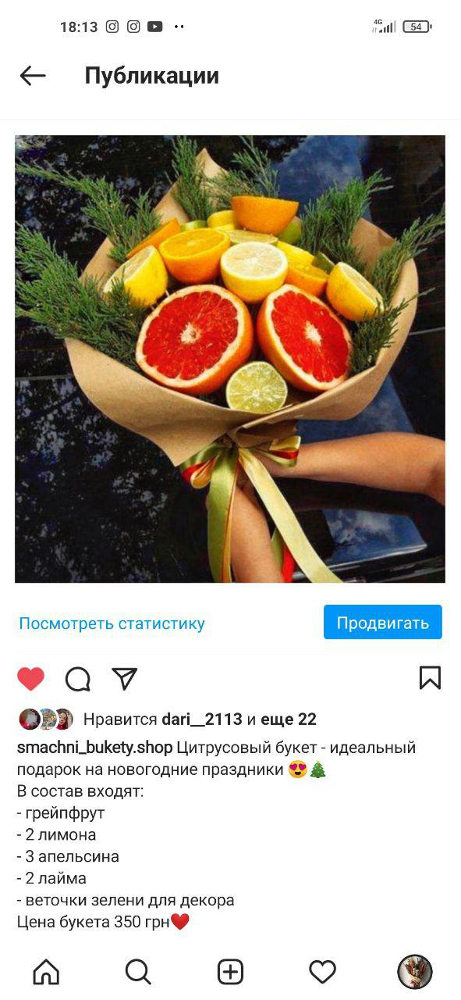 18:13
4G
54
Публикации
Посмотреть статистику
Продвигать
Нравится dari__2113 и еще 22
smachni_bukety.shop Цитрусовый букет - идеальный
подарок на новогодние праздники 😍🎄
В состав входят:
- грейпфрут
- 2 лимона
- 3 апельсина
- 2 лайма
- веточки зелени для декора
Цена букета 350 грн❤️